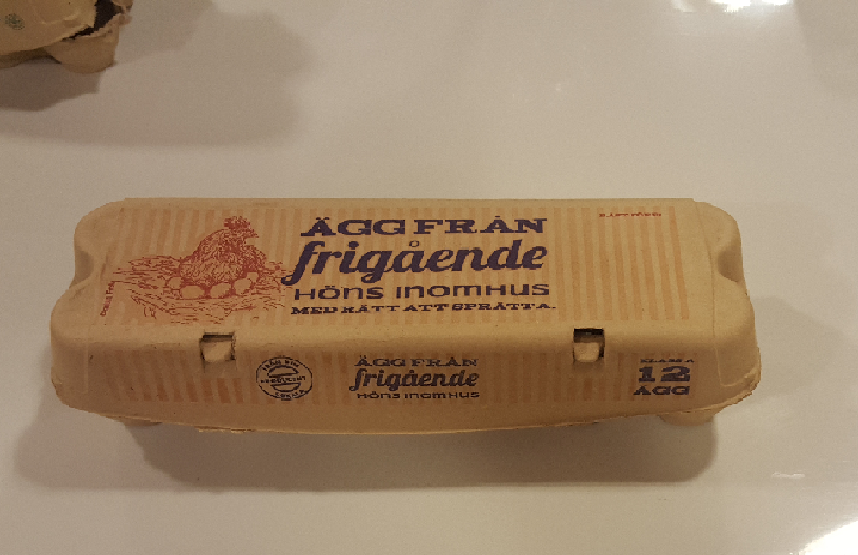 ÄGG FRÅN
frigående
HÖNS INOMHUS
MED RÄTT ATT SPRÄTTA.
ÄGG FRÅN
frigående
HÖNS INOMHUS
12
ÄGG